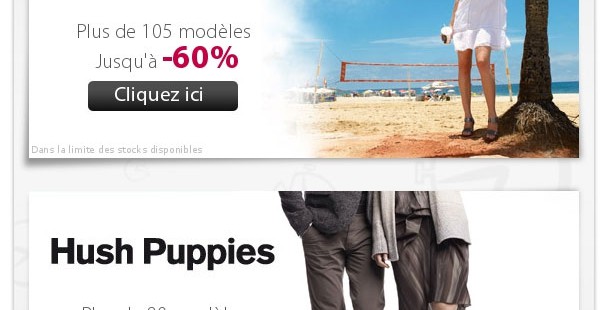 Plus de 105 modèles
Jusqu'à -60%
Cliquez ici
Dans la limite des stocks disponibles
Hush Puppies